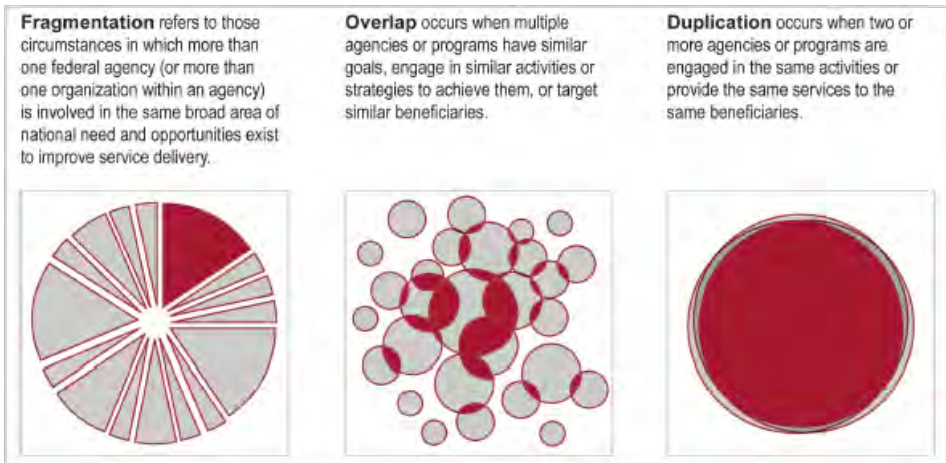 Fragmentation refers to those
circumstances in which more than
one federal agency (or more than
one organization within an agency)
is involved in the same broad area of
national need and opportunities exist
to improve service delivery.
Overlap occurs when multiple
agencies or programs have similar
goals, engage in similar activities or
strategies to achieve them, or target
similar beneficiaries.
Duplication occurs when two or
more agencies or programs are
engaged in the same activities or
provide the same services to the
same beneficiaries.